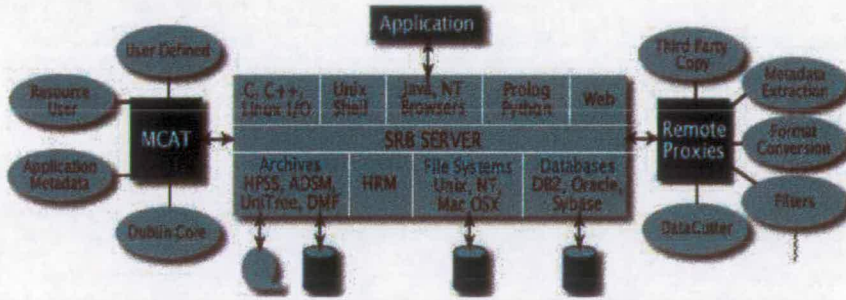 Application
User Defined
Resource
User
MCAT
Application
Metadata
Dublin Core
C, C++,
Linux I/O
Unix
Shell
Java, NT
Browsers
Prolog
Python
Web
SRB SERVER
Archives
HPSS, ADSM,
UniTree, DMF
HRM
File Systems
Unix, NT,
Mac OSX
Databases
DB2, Oracle,
Sybase
Third Party
Copy
Metadata
Extraction
Remote
Proxies
Format
Conversion
Filters
DataCutter